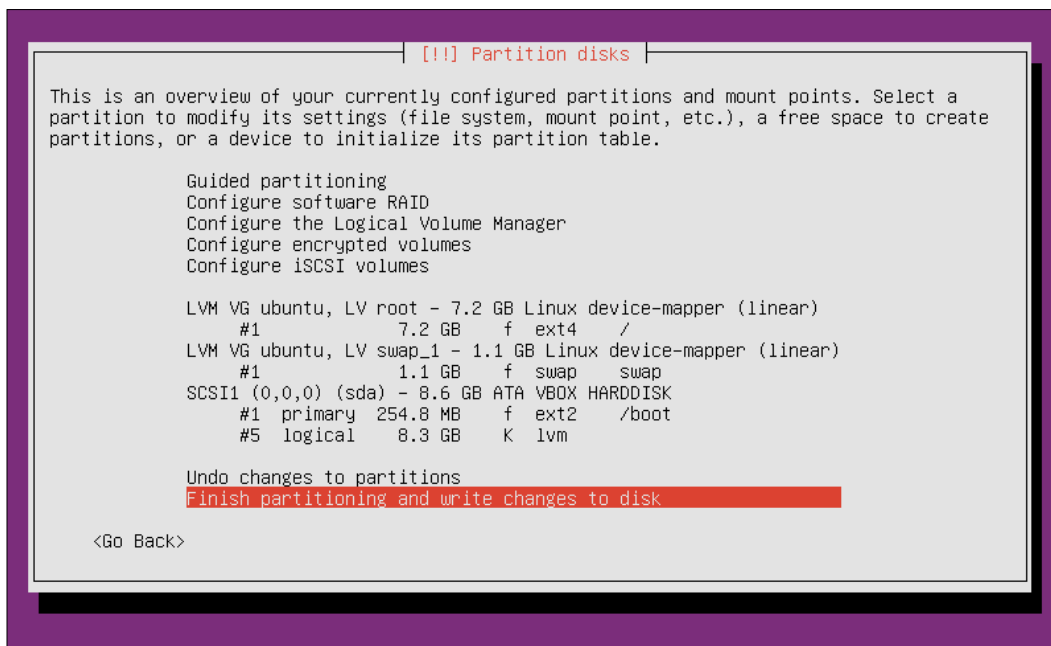 [!!] Partition disks
This is an overview of your currently configured partitions and mount points. Select a
partition to modify its settings (file system, mount point, etc.), a free space to create
partitions, or a device to initialize its partition table.
Guided partitioning
Configure software RAID
Configure the Logical Volume Manager
Configure encrypted volumes
Configure iSCSI volumes
LVM VG ubuntu, LV root - 7.2 GB Linux device-mapper (linear)
#1 7.2 GB f ext4 /
LVM VG ubuntu, LV swap_1 - 1.1 GB Linux device-mapper (linear)
#1 1.1 GB f swap swap
SCSI1 (0,0,0) (sda) - 8.6 GB ATA VBOX HARDDISK
#1 primary 254.8 MB f ext2 /boot
#5 logical 8.3 GB K lvm
Undo changes to partitions
Finish partitioning and write changes to disk
<Go Back>